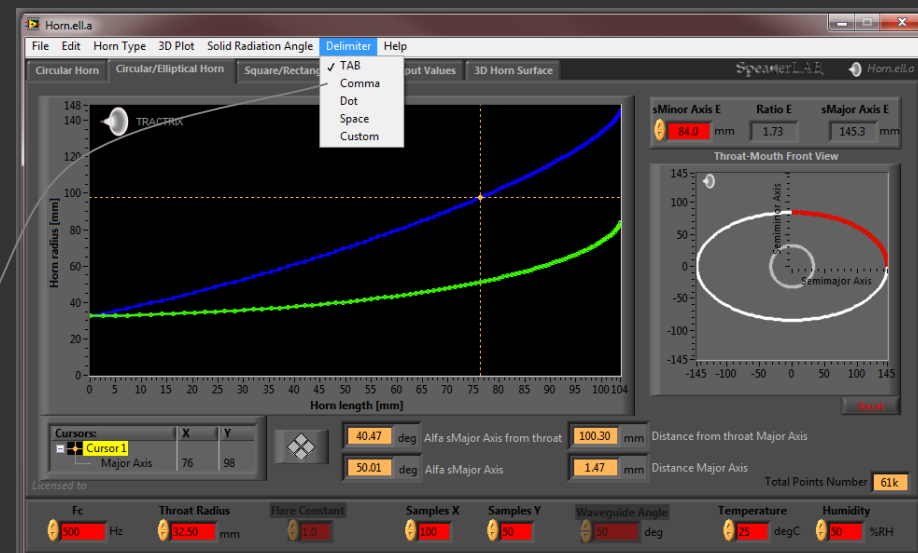 Horn.ell.a
File Edit Horn Type 3D Plot Solid Radiation Angle Delimiter Help
TAB
Comma
Dot
Space
Custom
Circular Horn Circular/Elliptical Horn Square/Rectang put Values 3D Horn Surface
SpeakerLAB Horn.ell.a
TRACTRIX
148
140
120
100
80
60
40
20
0
Horn radius [mm]
0 5 10 15 20 25 30 35 40 45 50 55 60 65 70 75 80 85 90 95 100 104
Horn length [mm]
sMinor Axis E Ratio E sMajor Axis E
84.0 mm 1.73 145.3 mm
Throat-Mouth Front View
145
100
50
0
-50
-100
-145
Semiminor Axis
Semimajor Axis
-145 -100 -50 0 50 100 145
Reset
Cursors: X Y
Cursor 1
Major Axis 76 98
40.47 deg Alfa sMajor Axis from throat 100.30 mm Distance from throat Major Axis
50.01 deg Alfa sMajor Axis 1.47 mm Distance Major Axis
Total Points Number 61k
Licensed to
Fc Throat Radius Flare Constant Samples X Samples Y Waveguide Angle Temperature Humidity
500 Hz 32.50 mm 1.0 100 50 50 deg 25 degC 50 %RH